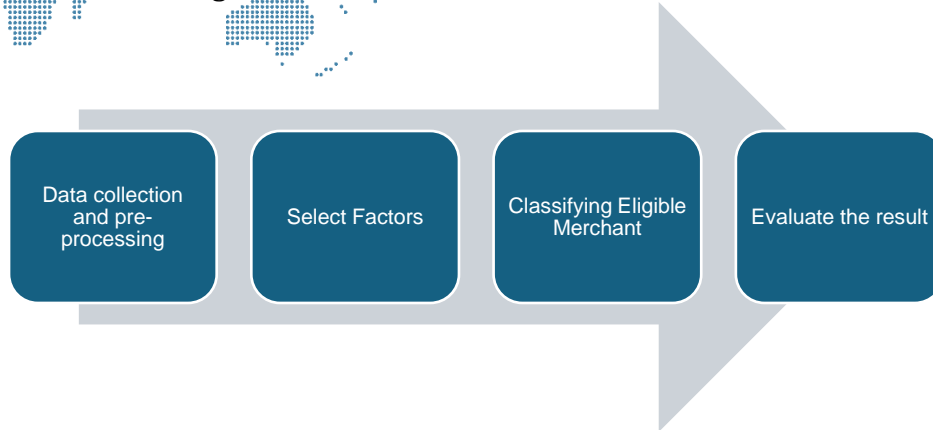 Data collection
and pre-
processing
Select Factors
Classifying Eligible
Merchant
Evaluate the result